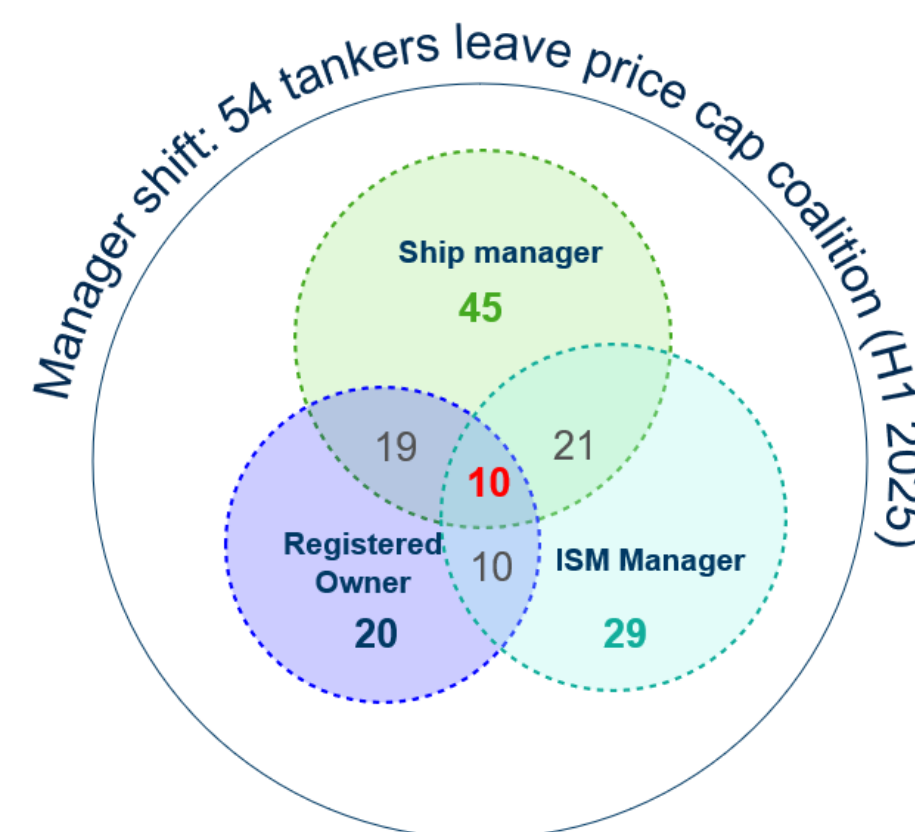 Manager shift: 54 tankers leave price cap coalition (H1 2025)
Ship manager
45
19
21
10
Registered
Owner
20
10
ISM Manager
29